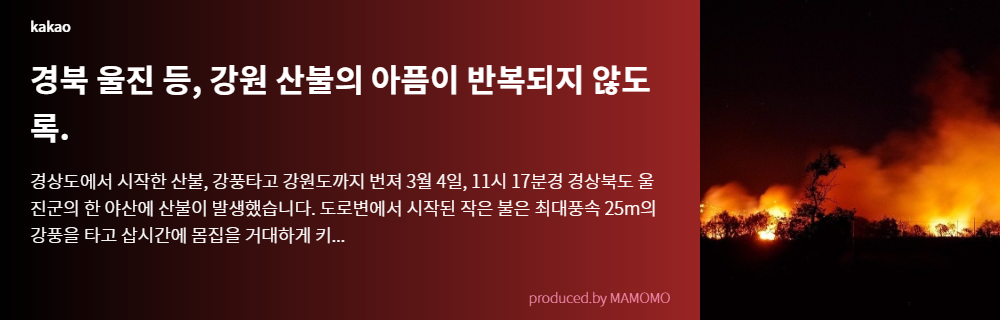 kakao
경북 울진 등, 강원 산불의 아픔이 반복되지 않도
록.
경상도에서 시작한 산불, 강풍타고 강원도까지 번져 3월 4일, 11시 17분경 경상북도 울
진군의 한 야산에 산불이 발생했습니다. 도로변에서 시작된 작은 불은 최대풍속 25m의
강풍을 타고 삽시간에 몸집을 거대하게 키...
produced.by MAMOMO